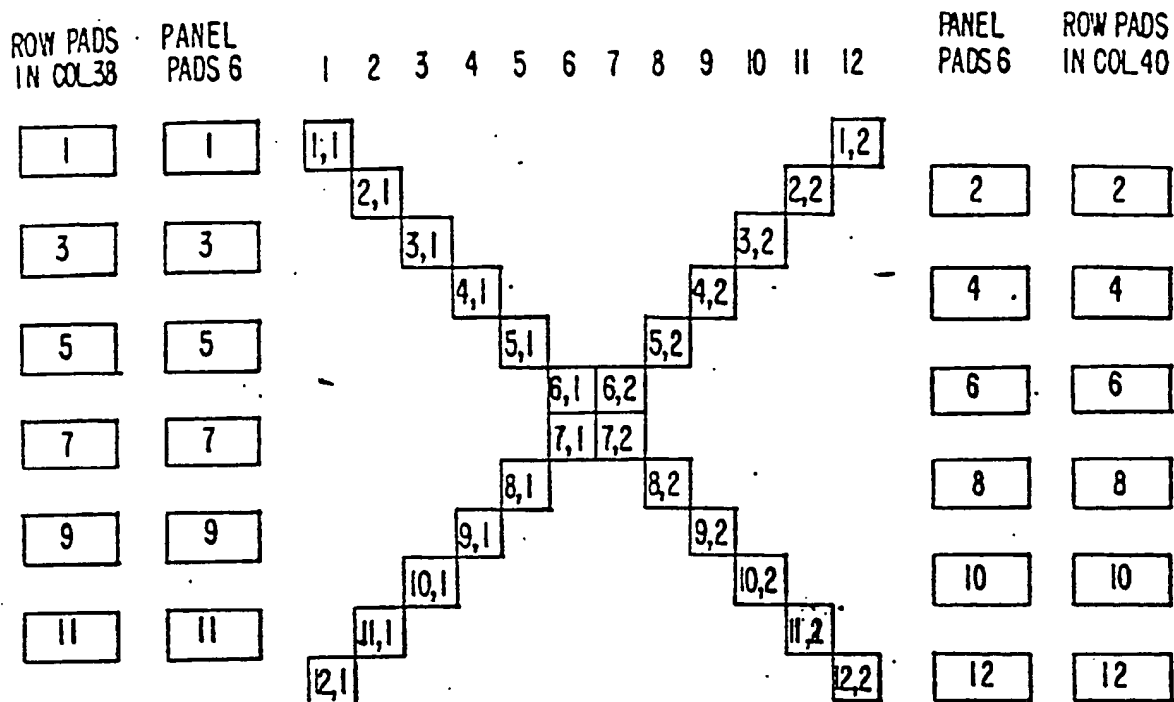 ROW PADS IN COL.38
PANEL PADS 6
1 2 3 4 5 6 7 8 9 10 11 12
PANEL PADS 6
ROW PADS IN COL.40
1 1 1,1 1,2
2,1 2,2 2 2
3 3 3,1 3,2
4,1 4,2 4 4
5 5 5,1 5,2
6,1 6,2 6 6
7 7 7,1 7,2
8,1 8,2 8 8
9 9 9,1 9,2
10,1 10,2 10 10
11 11 11,1 11,2
12,1 12,2 12 12